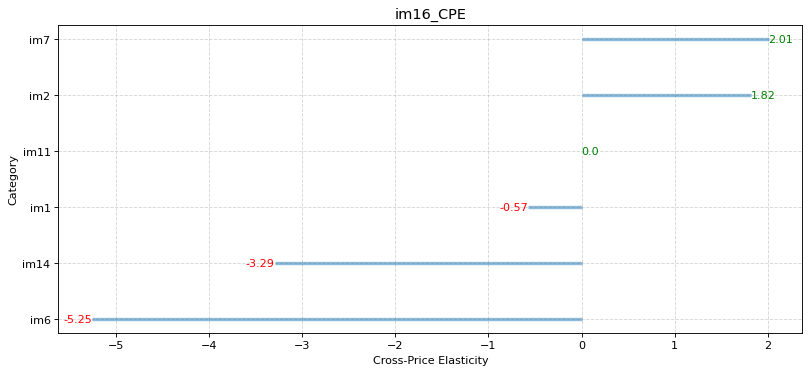 im16_CPE
im7
2.01
im2
1.82
im11
0.0
im1
-0.57
im14
-3.29
im6
-5.25
−5
−4
−3
−2
−1
0
1
2
Cross-Price Elasticity
Category